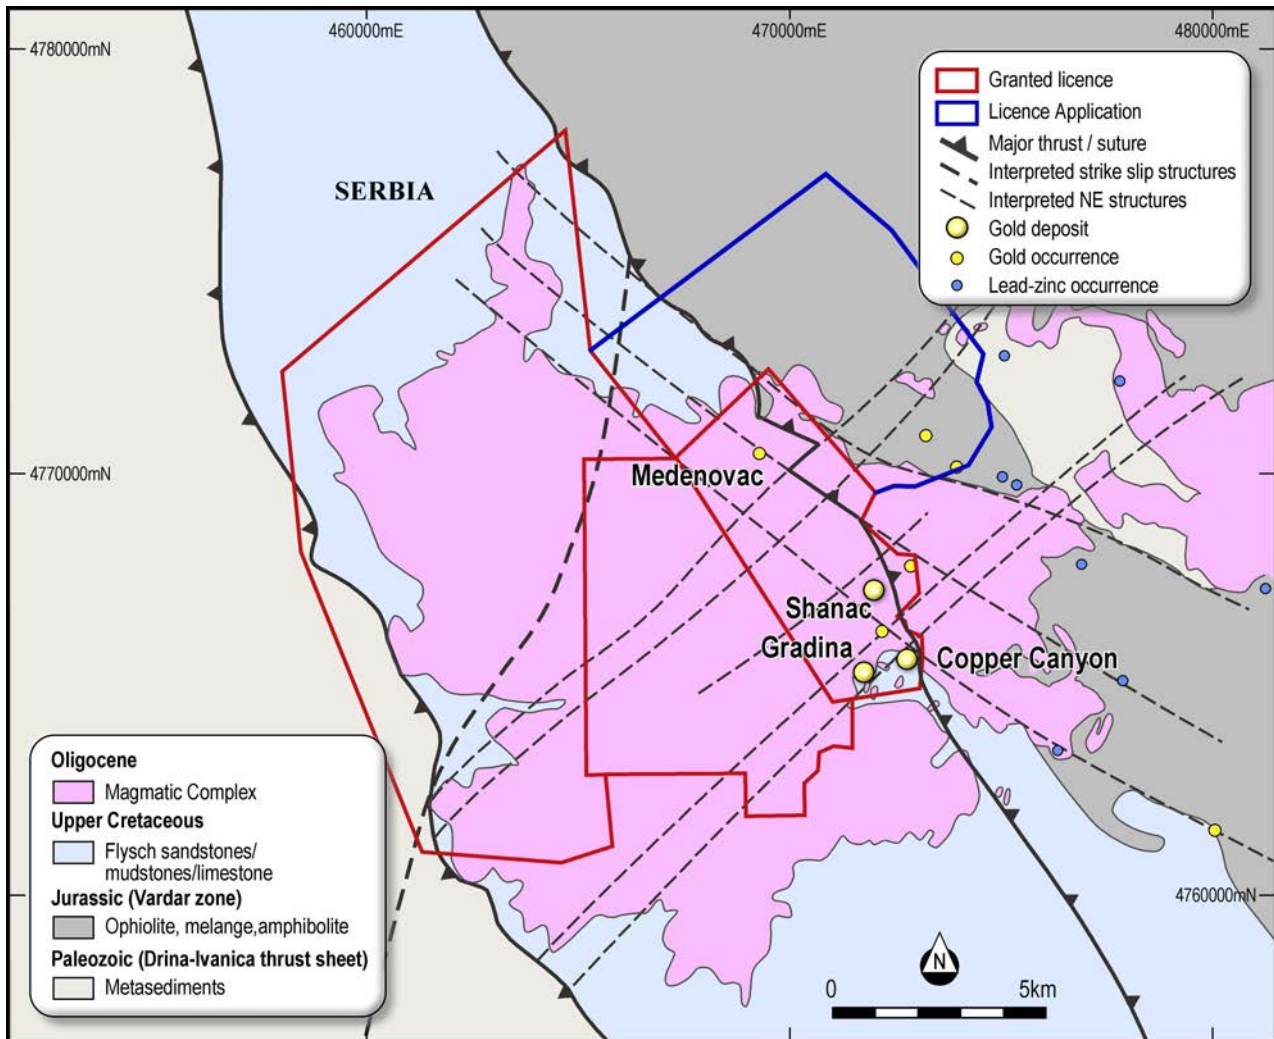 460000mE
470000mE
480000mE
4780000mN
Granted licence
Licence Application
Major thrust / suture
Interpreted strike slip structures
Interpreted NE structures
Gold deposit
Gold occurrence
Lead-zinc occurrence
SERBIA
4770000mN
Medenovac
Shanac
Gradina
Copper Canyon
Oligocene
Magmatic Complex
Upper Cretaceous
Flysch sandstones/
mudstones/limestone
Jurassic (Vardar zone)
Ophiolite, melange,amphibolite
Paleozoic (Drina-Ivanica thrust sheet)
Metasediments
4760000mN
N
0 5km